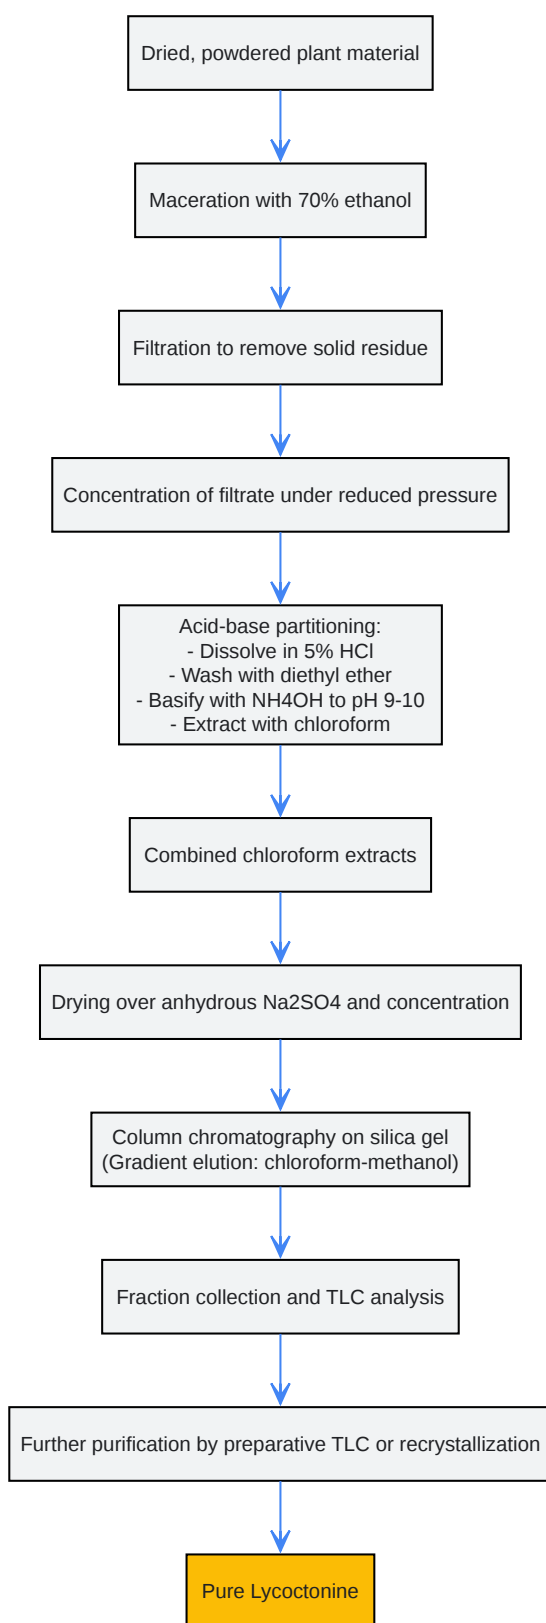 Dried, powdered plant material
Maceration with 70% ethanol
Filtration to remove solid residue
Concentration of filtrate under reduced pressure
Acid-base partitioning:
- Dissolve in 5% HCl
- Wash with diethyl ether
- Basify with NH4OH to pH 9-10
- Extract with chloroform
Combined chloroform extracts
Drying over anhydrous Na2SO4 and concentration
Column chromatography on silica gel
(Gradient elution: chloroform-methanol)
Fraction collection and TLC analysis
Further purification by preparative TLC or recrystallization
Pure Lycoctonine